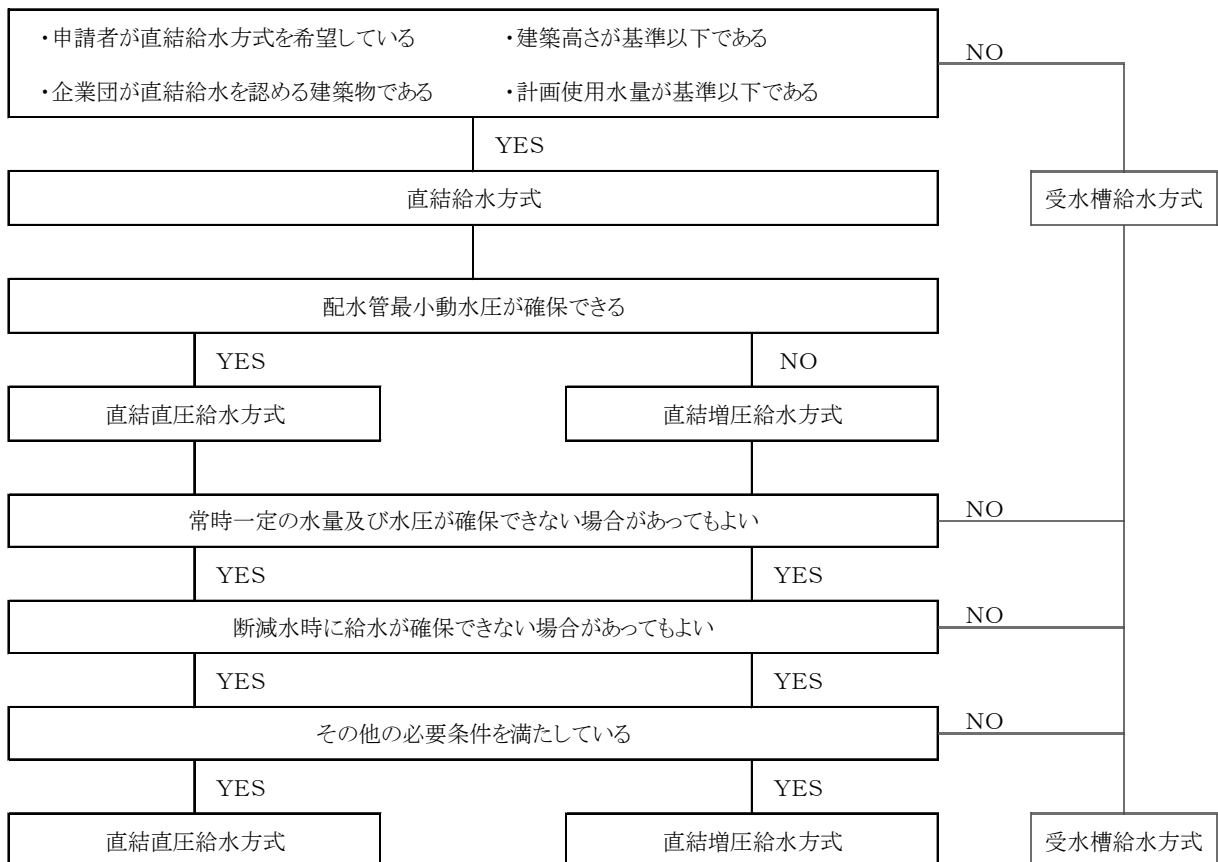 ・申請者が直結給水方式を希望している ・建築高さが基準以下である
NO
・企業団が直結給水を認める建築物である ・計画使用水量が基準以下である
YES
直結給水方式 受水槽給水方式
配水管最小動水圧が確保できる
YES NO
直結直圧給水方式 直結増圧給水方式
常時一定の水量及び水圧が確保できない場合があってもよい NO
YES YES
断減水時に給水が確保できない場合があってもよい NO
YES YES
その他の必要条件を満たしている NO
YES YES
直結直圧給水方式 直結増圧給水方式 受水槽給水方式